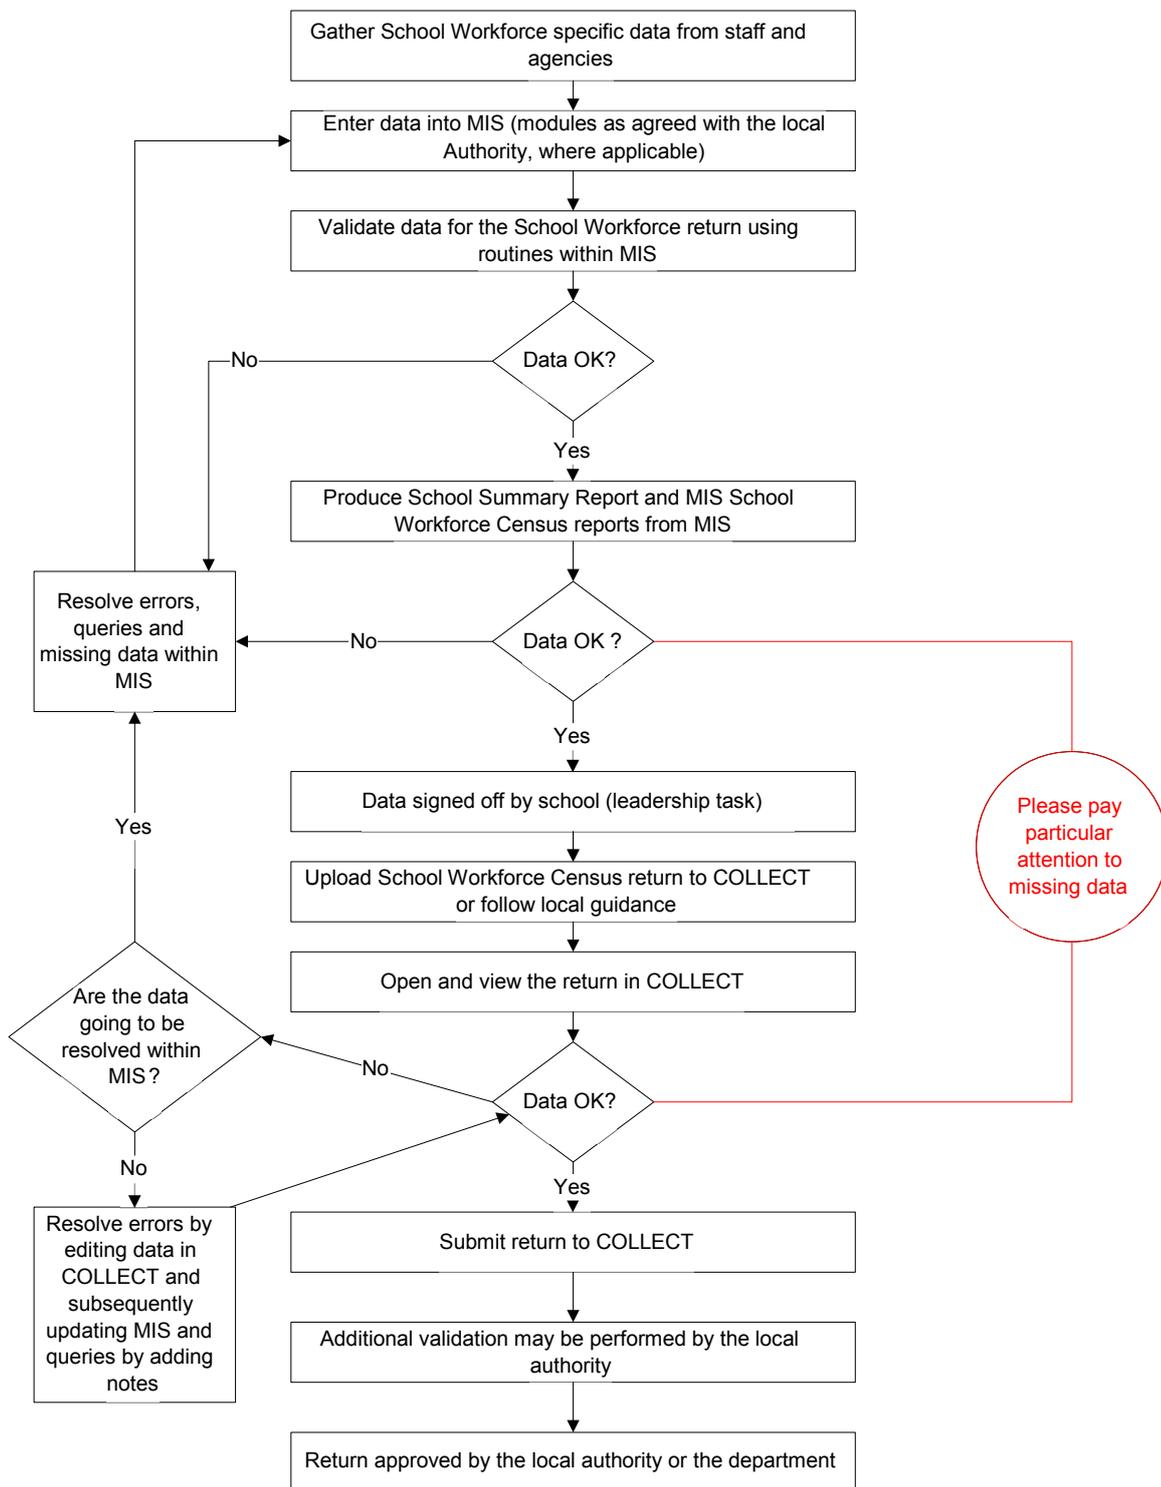 Gather School Workforce specific data from staff and
agencies
Enter data into MIS (modules as agreed with the local
Authority, where applicable)
Validate data for the School Workforce return using
routines within MIS
Data OK?
No
Yes
Produce School Summary Report and MIS School
Workforce Census reports from MIS
Resolve errors,
queries and
missing data within
MIS
No
Data OK ?
Yes
Data signed off by school (leadership task)
Please pay
particular
attention to
missing data
Yes
Upload School Workforce Census return to COLLECT
or follow local guidance
Open and view the return in COLLECT
Are the data
going to be
resolved within
MIS?
No
Data OK?
No
Yes
Resolve errors by
editing data in
COLLECT and
subsequently
updating MIS and
queries by adding
notes
Submit return to COLLECT
Additional validation may be performed by the local
authority
Return approved by the local authority or the department